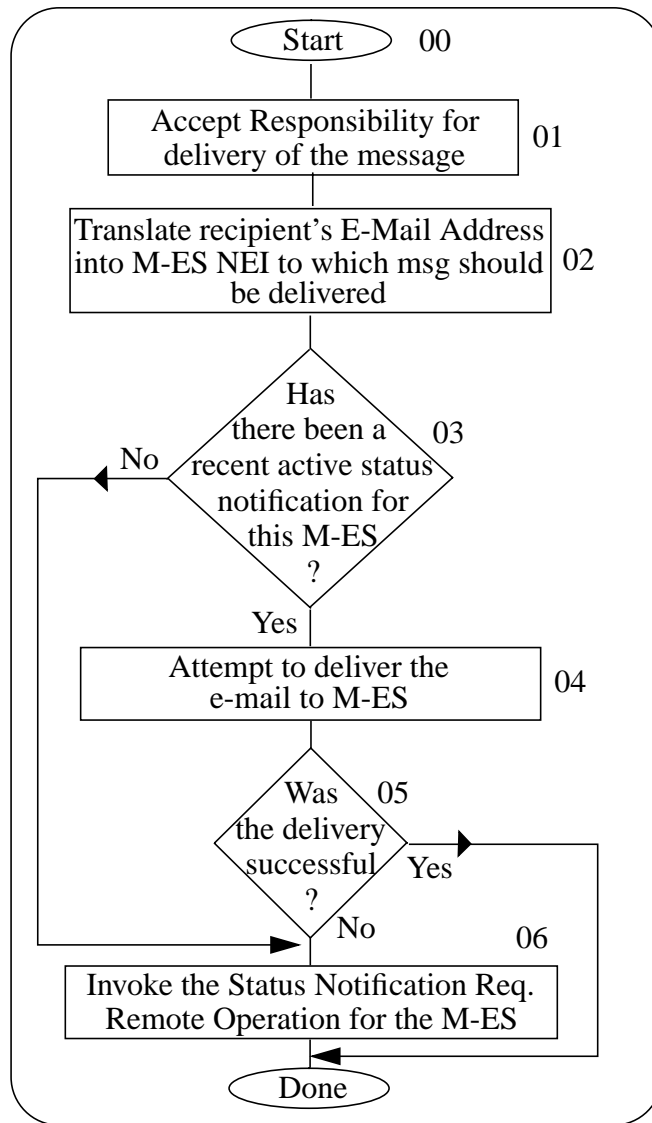 Start
00
Accept Responsibility for
delivery of the message
01
Translate recipient's E-Mail Address
into M-ES NEI to which msg should
be delivered
02
Has
there been a
recent active status
notification for
this M-ES
?
03
No
Yes
Attempt to deliver the
e-mail to M-ES
04
Was
the delivery
successful
?
05
Yes
No
06
Invoke the Status Notification Req.
Remote Operation for the M-ES
Done